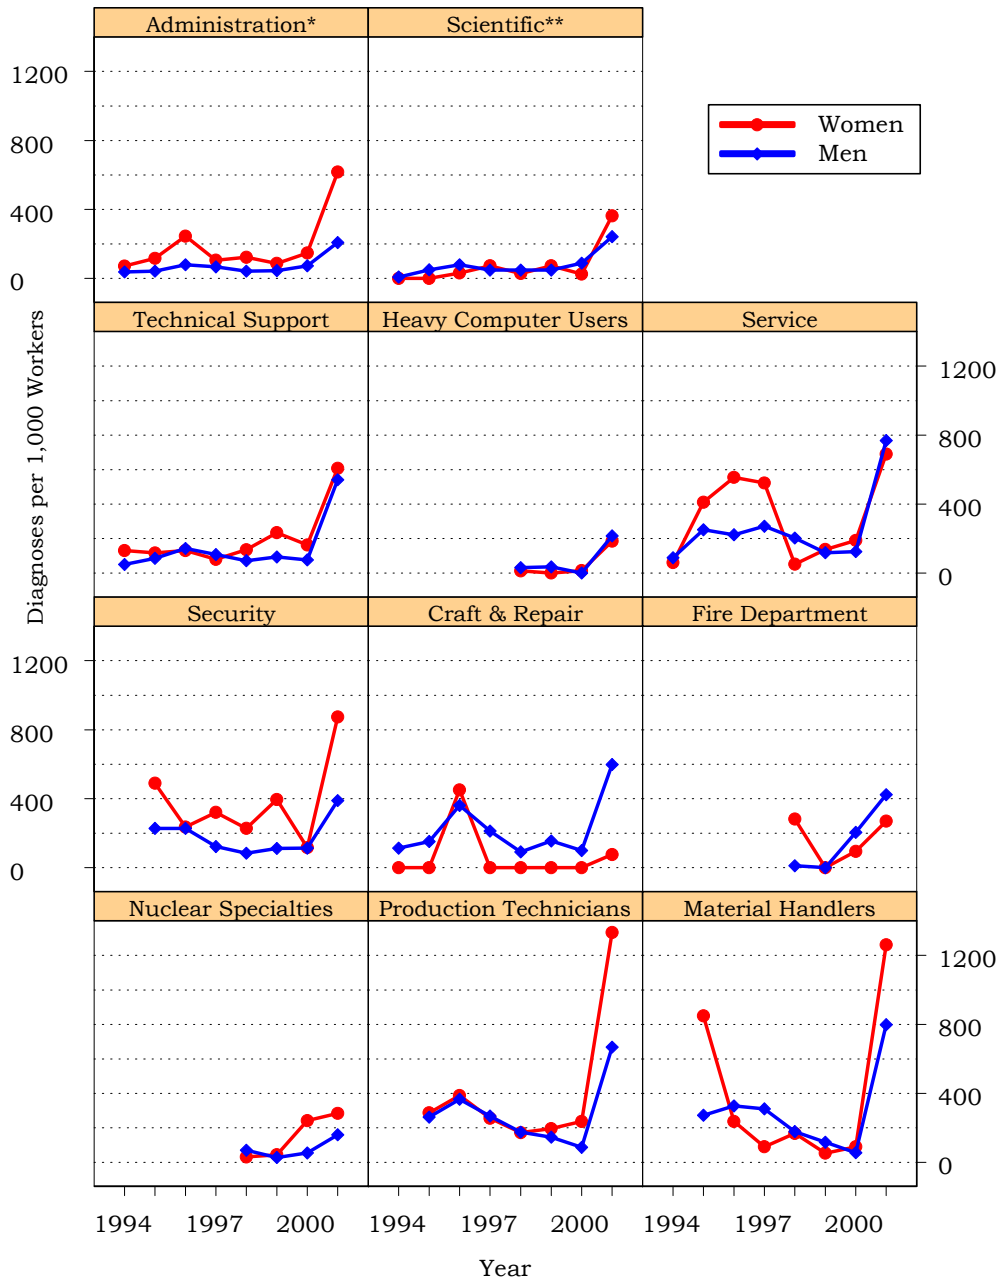 Administration*
Scientific**
1200
800
400
0
Women
Men
Diagnoses per 1,000 Workers
Technical Support
Heavy Computer Users
Service
1200
800
400
0
Security
Craft & Repair
Fire Department
1200
800
400
0
Nuclear Specialties
Production Technicians
Material Handlers
1200
800
400
0
1994 1997 2000 1994 1997 2000 1994 1997 2000
Year